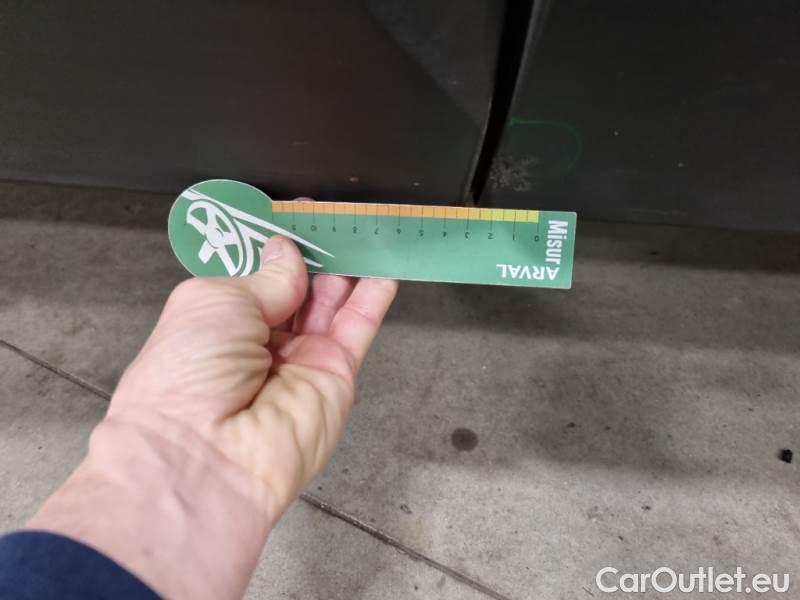 Misur
ARVAL
0 1 2 3 4 5 6 7 8 9 10
CarOutlet.eu